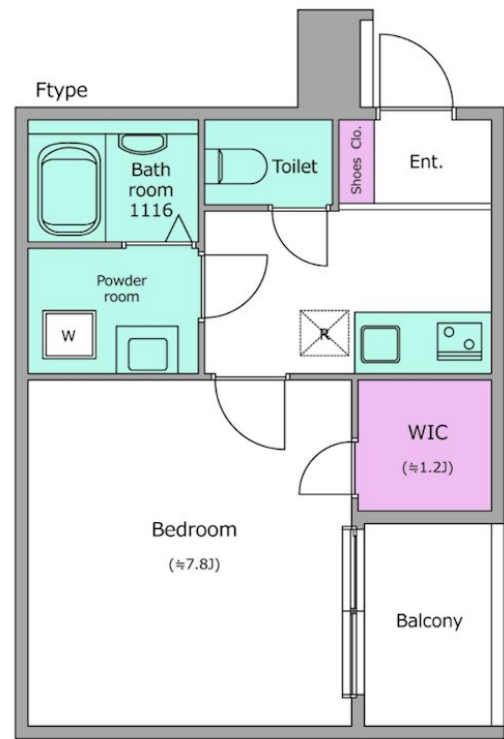 Ftype
Bath
room
1116
Toilet
Shoes Clo.
Ent.
Powder
room
W
R
WIC
(≒1.2J)
Bedroom
(≒7.8J)
Balcony